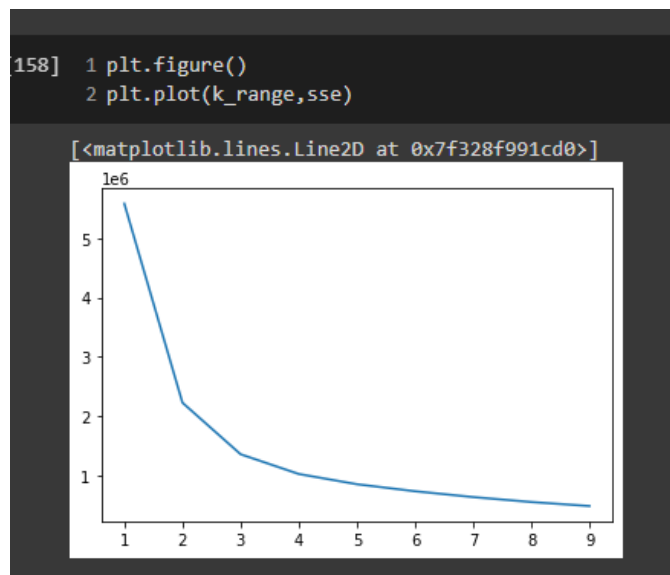 [158] 1 plt.figure()
2 plt.plot(k_range,sse)
[<matplotlib.lines.Line2D at 0x7f328f991cd0>]
1e6
5
4
3
2
1
1 2 3 4 5 6 7 8 9